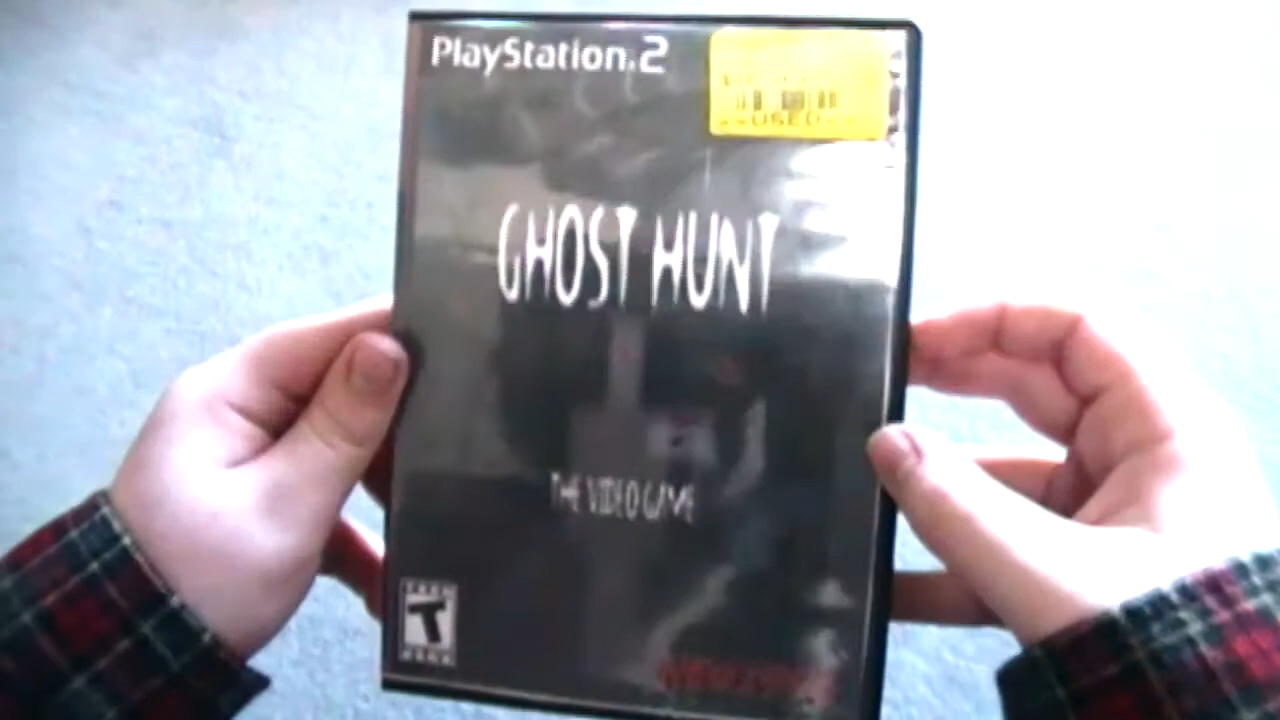 PlayStation.2
USED
GHOST HUNT
THE VIDEO GAME
T